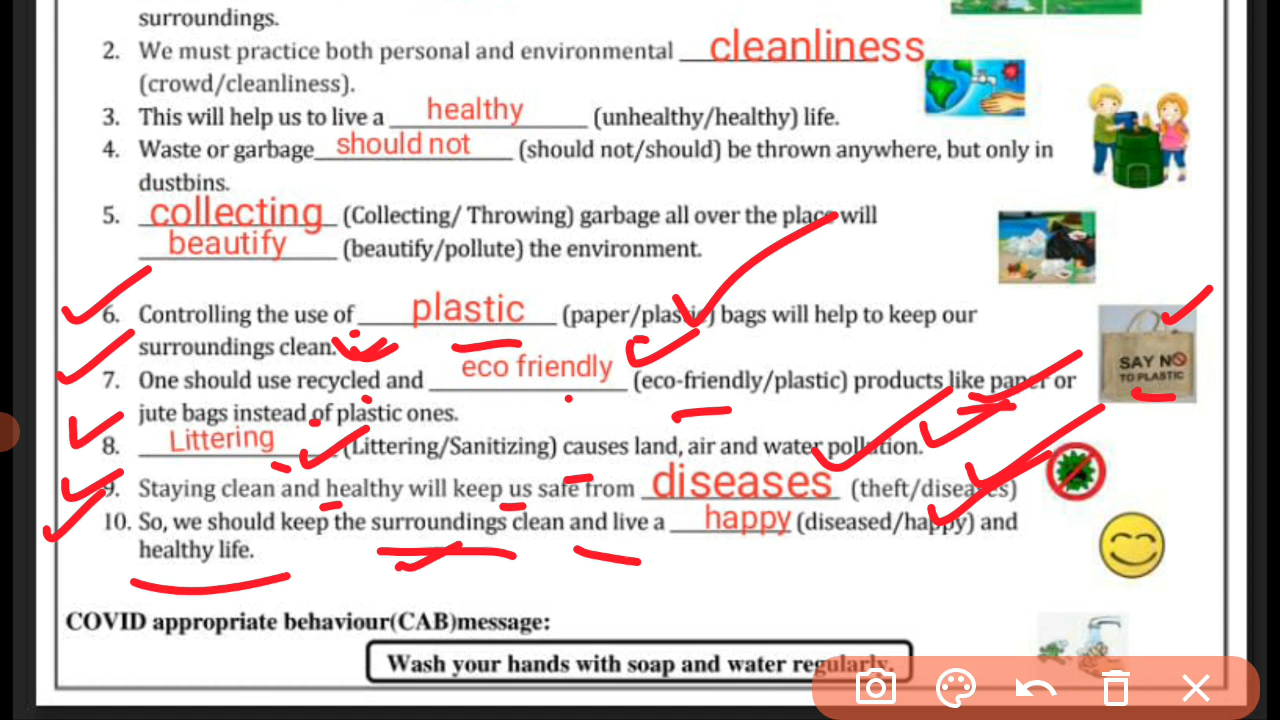 surroundings.
2. We must practice both personal and environmental cleanliness
(crowd/cleanliness).
3. This will help us to live a healthy (unhealthy/healthy) life.
4. Waste or garbage should not (should not/should) be thrown anywhere, but only in
dustbins.
5. collecting (Collecting/ Throwing) garbage all over the place will
beautify (beautify/pollute) the environment.
6. Controlling the use of plastic (paper/plastic) bags will help to keep our
surroundings clean.
SAY NO
TO PLASTIC
7. One should use recycled and eco friendly (eco-friendly/plastic) products like paper or
jute bags instead of plastic ones.
8. Littering (Littering/Sanitizing) causes land, air and water pollution.
9. Staying clean and healthy will keep us safe from diseases (theft/diseases)
10. So, we should keep the surroundings clean and live a happy (diseased/happy) and
healthy life.
COVID appropriate behaviour(CAB)message:
Wash your hands with soap and water regularly.